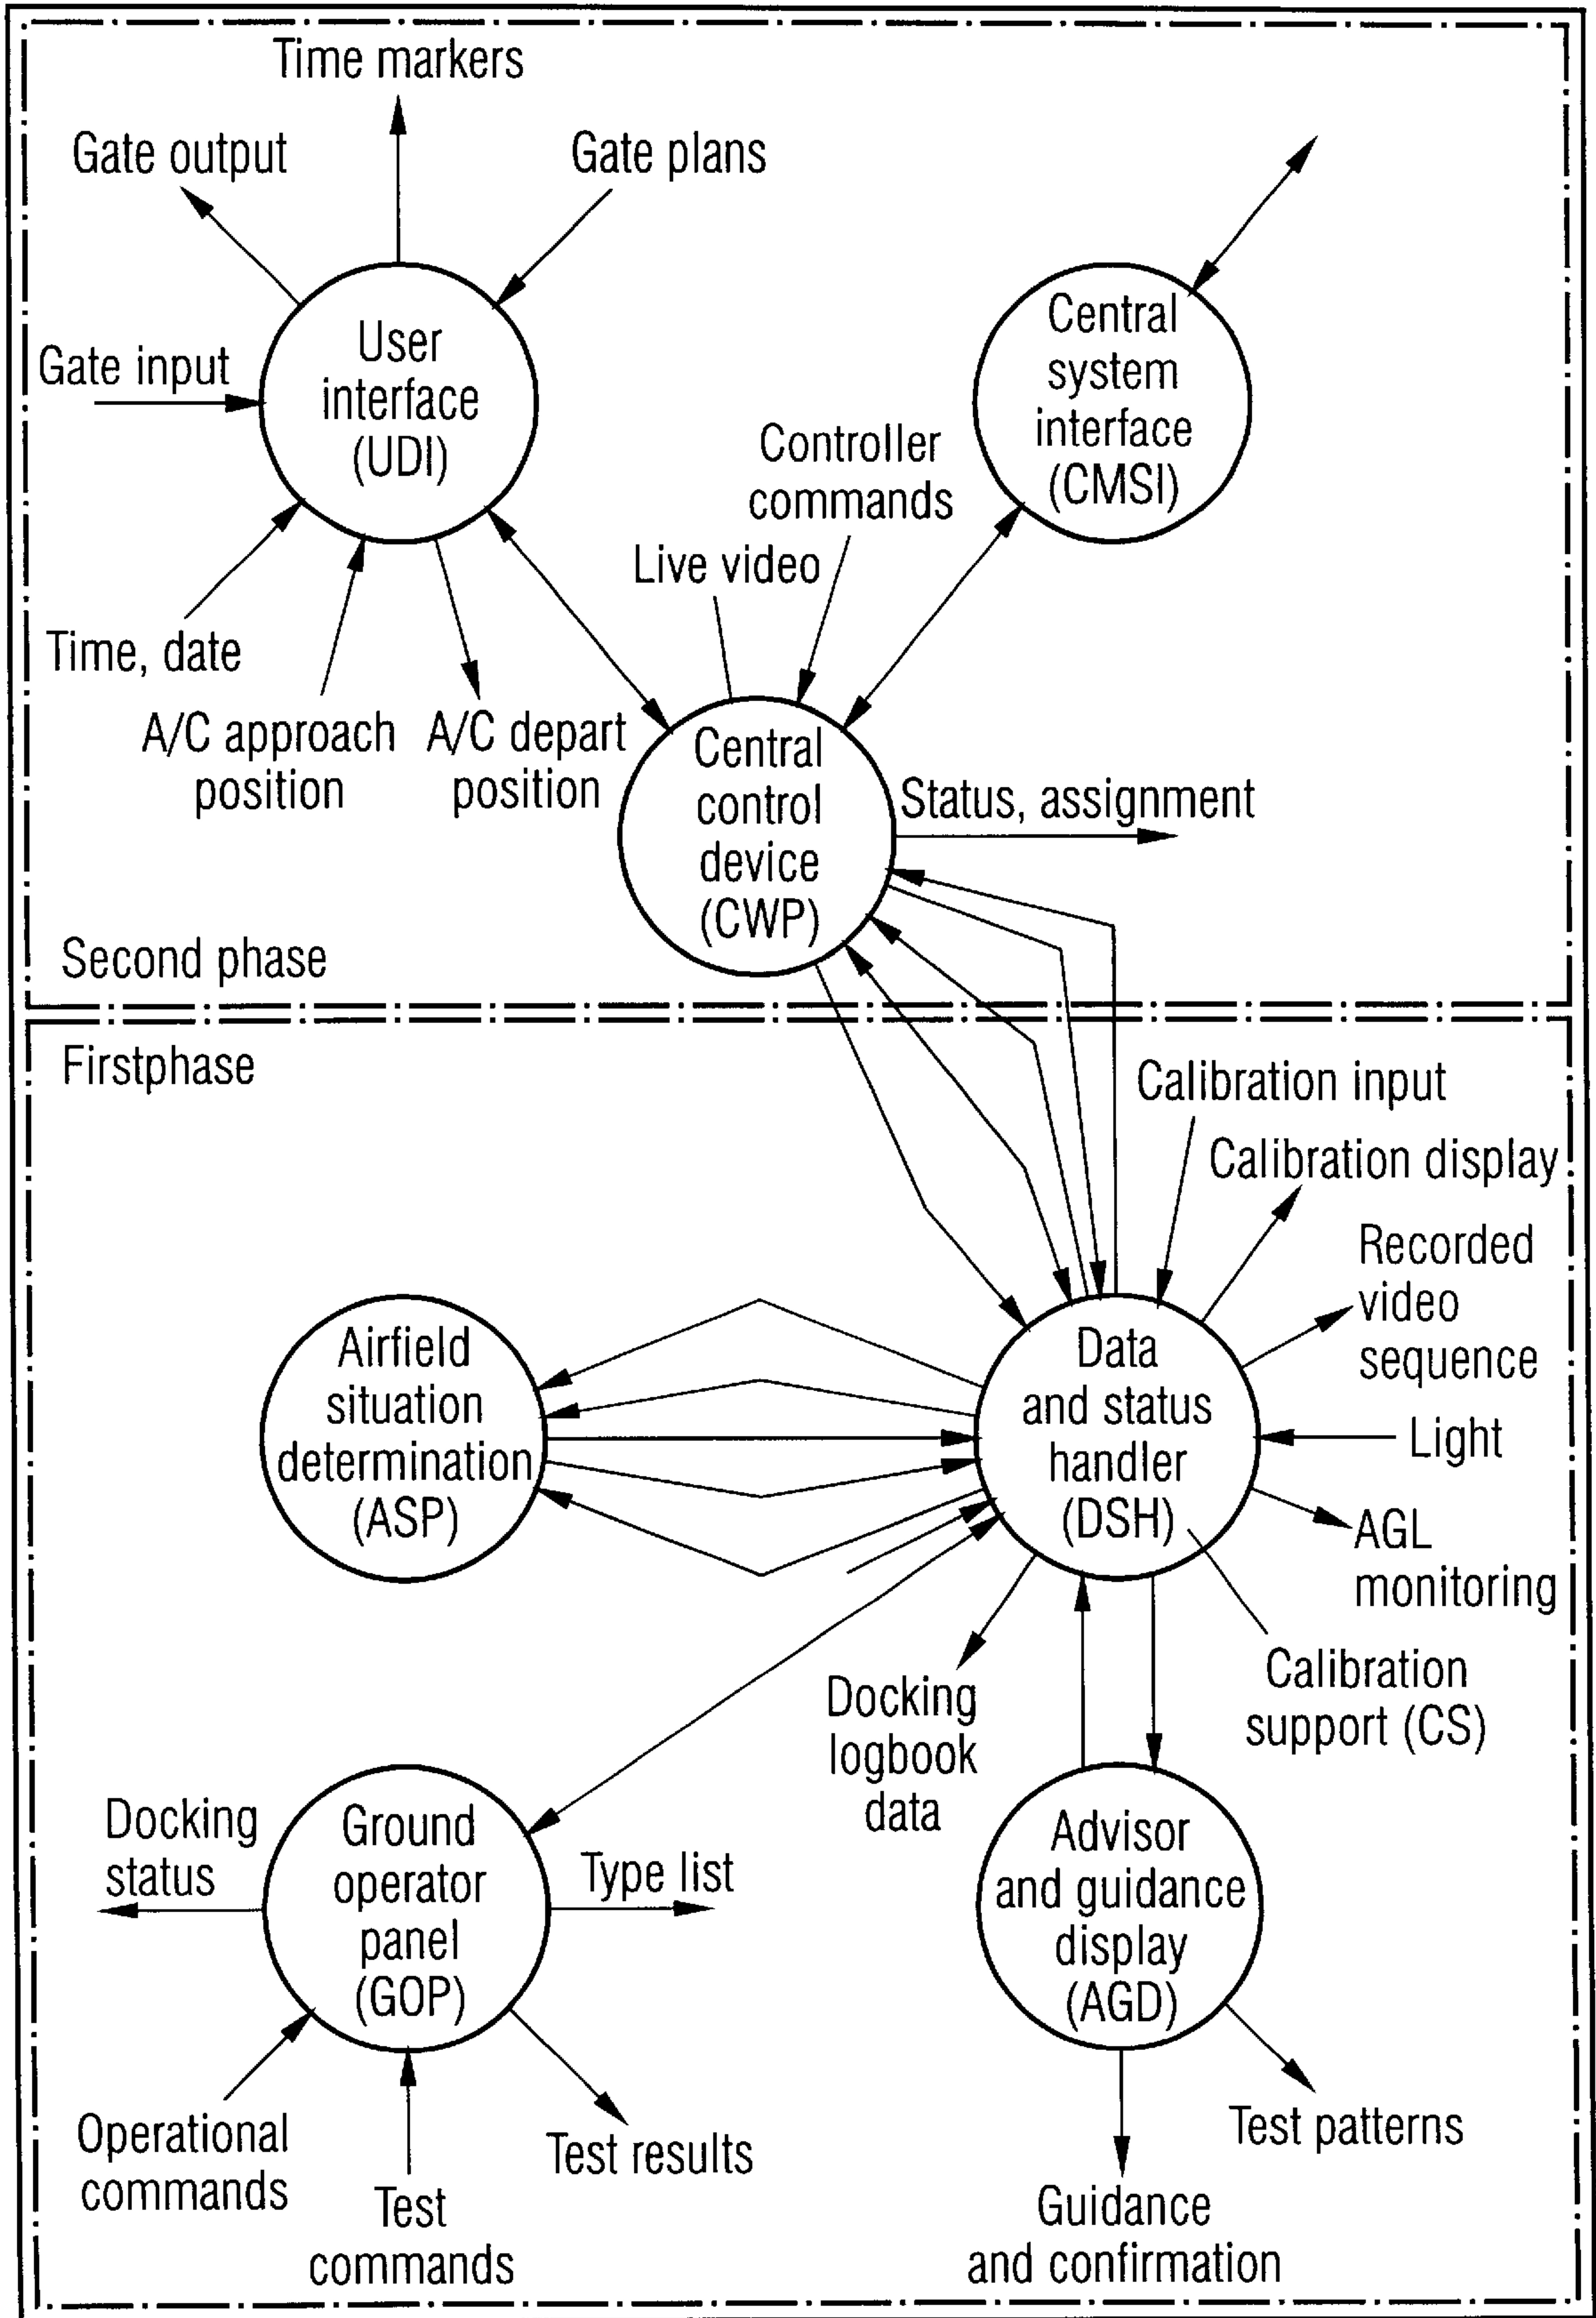 Time markers
Gate output
Gate plans
Gate input
User
interface
(UDI)
Central
system
interface
(CMSI)
Controller
commands
Live video
Time, date
A/C approach
position
A/C depart
position
Central
control
device
(CWP)
Status, assignment
Second phase
Firstphase
Calibration input
Calibration display
Recorded
video
sequence
Airfield
situation
determination
(ASP)
Data
and status
handler
(DSH)
Light
AGL
monitoring
Calibration
support (CS)
Docking
logbook
data
Docking
status
Ground
operator
panel
(GOP)
Type list
Advisor
and guidance
display
(AGD)
Operational
commands
Test
commands
Test results
Test patterns
Guidance
and confirmation